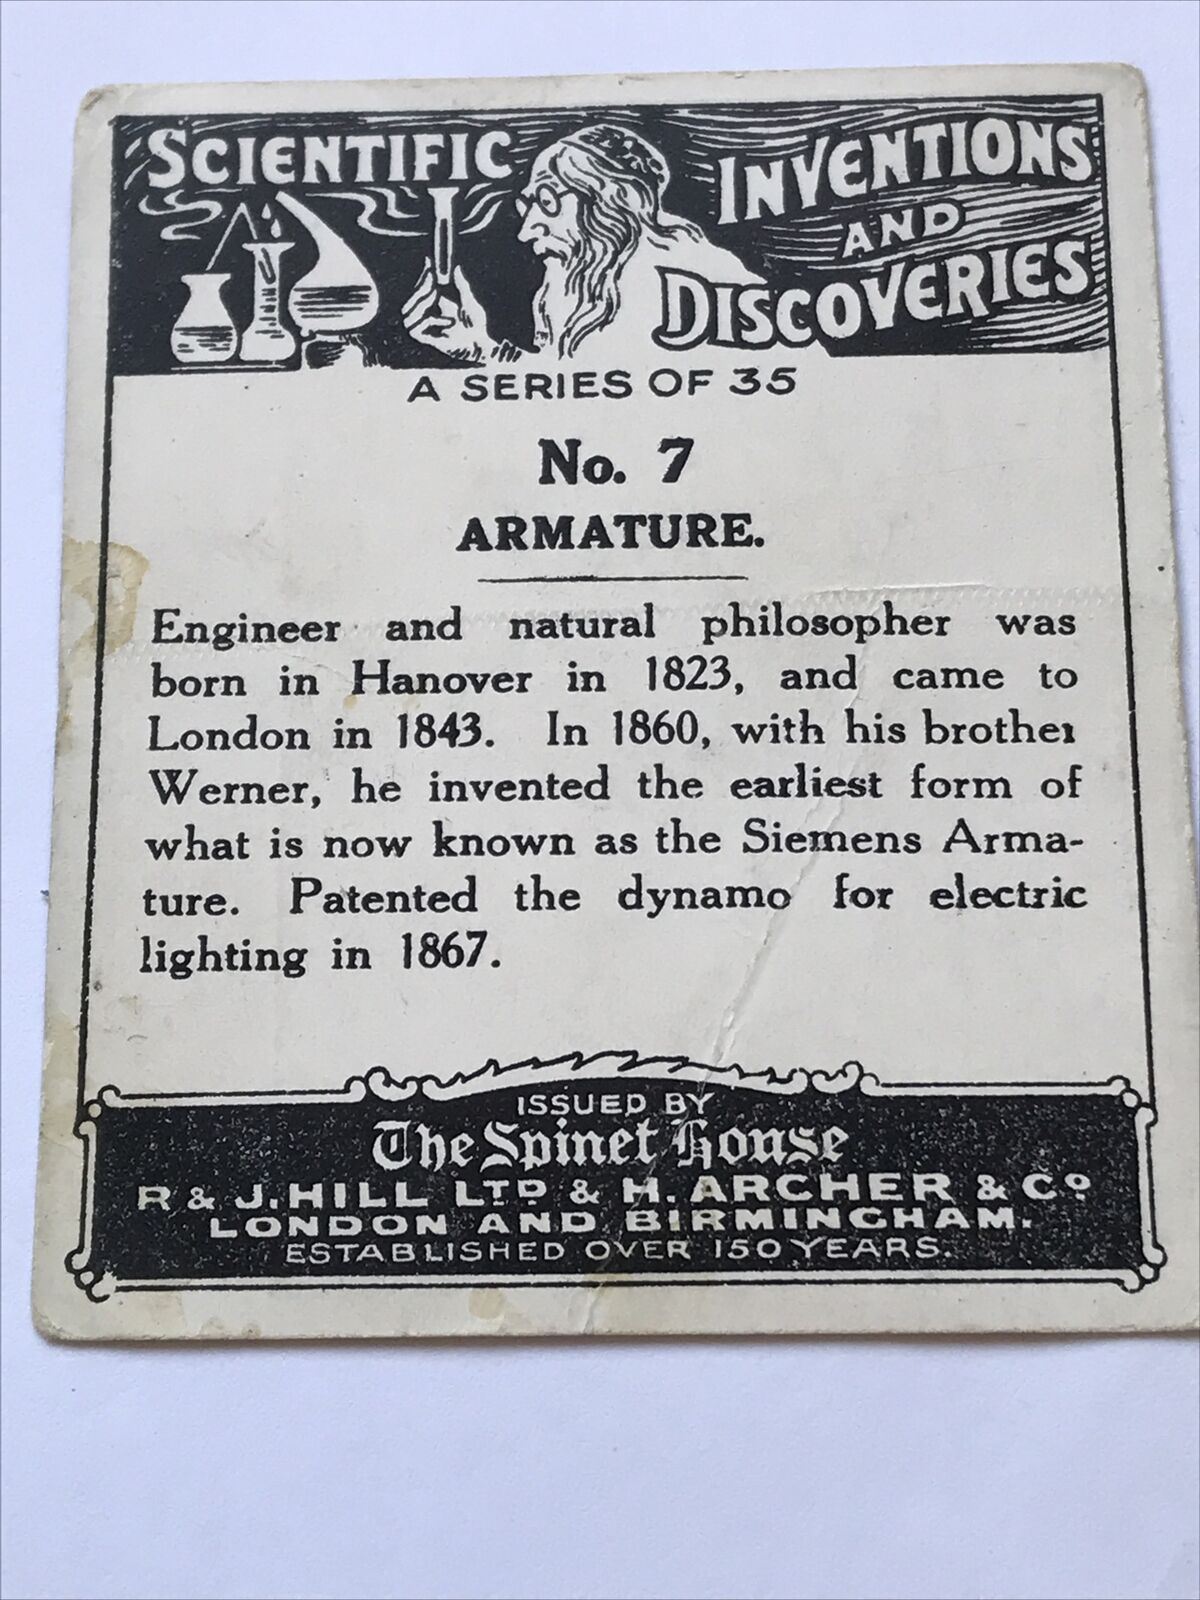 SCIENTIFIC INVENTIONS
AND
DISCOVERIES
A SERIES OF 35
No. 7
ARMATURE.
Engineer and natural philosopher was
born in Hanover in 1823, and came to
London in 1843. In 1860, with his brother
Werner, he invented the earliest form of
what is now known as the Siemens Arma-
ture. Patented the dynamo for electric
lighting in 1867.
ISSUED BY
The Spinet House
R & J. HILL LTD & H. ARCHER & Co
LONDON AND BIRMINGHAM.
ESTABLISHED OVER 150 YEARS.